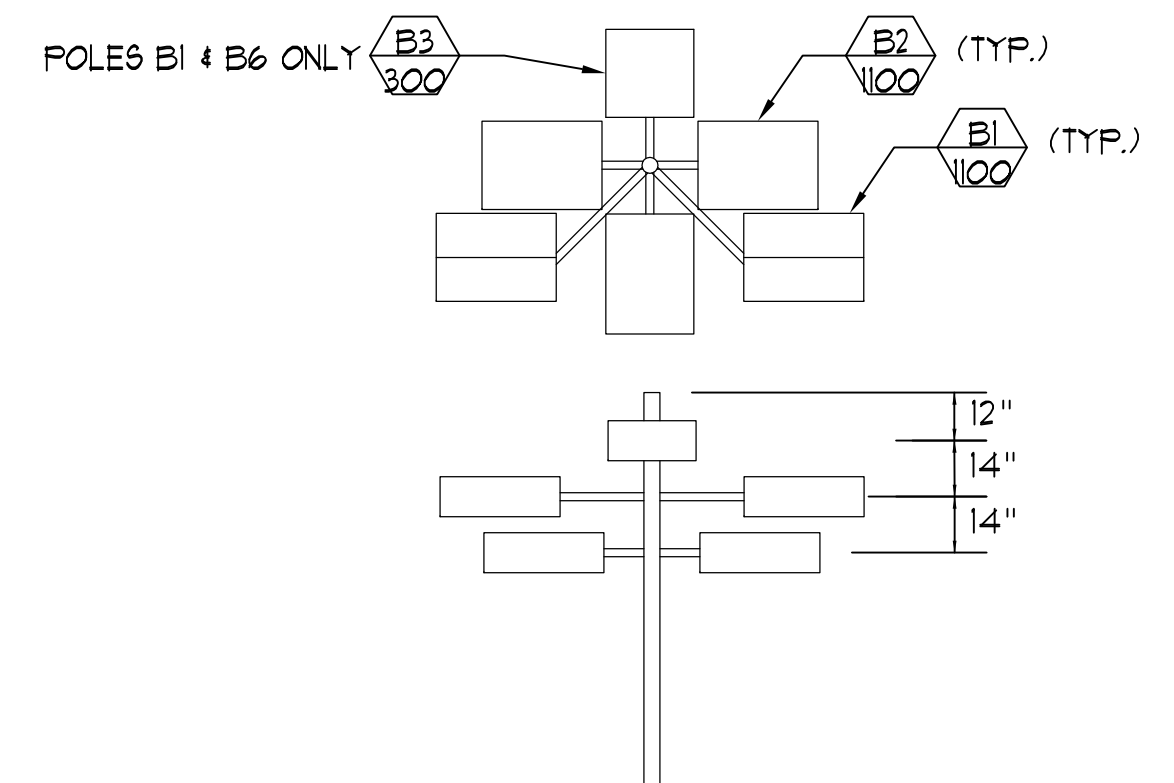 POLES B1 & B6 ONLY
B3
300
B2
1100
(TYP.)
B1
1100
(TYP.)
12"
14"
14"